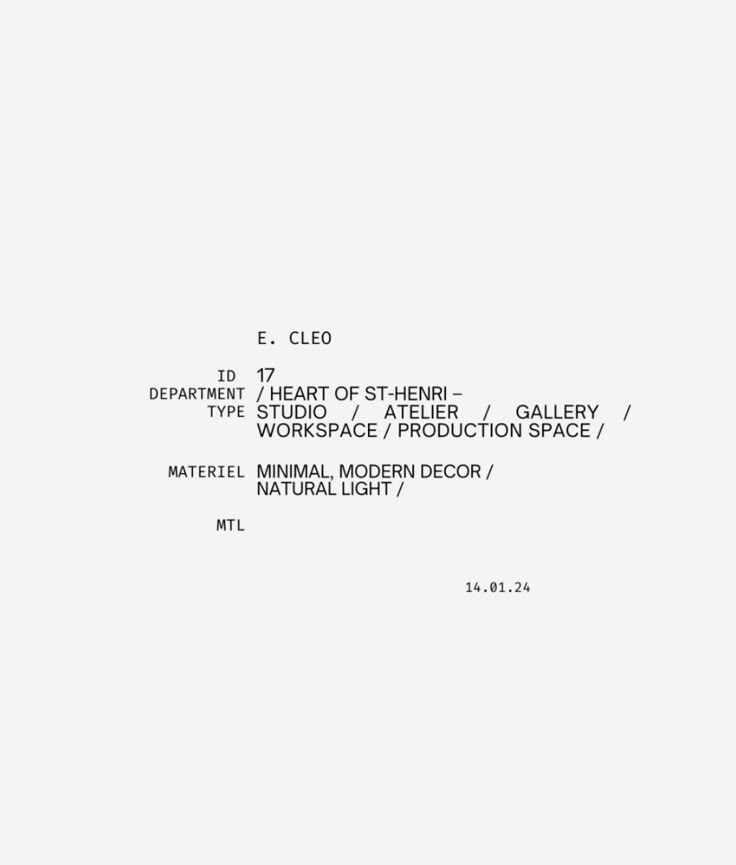 E. CLEO
ID 17
DEPARTMENT / HEART OF ST-HENRI –
TYPE STUDIO / ATELIER / GALLERY /
WORKSPACE / PRODUCTION SPACE /
MATERIEL MINIMAL, MODERN DECOR /
NATURAL LIGHT /
MTL
14.01.24